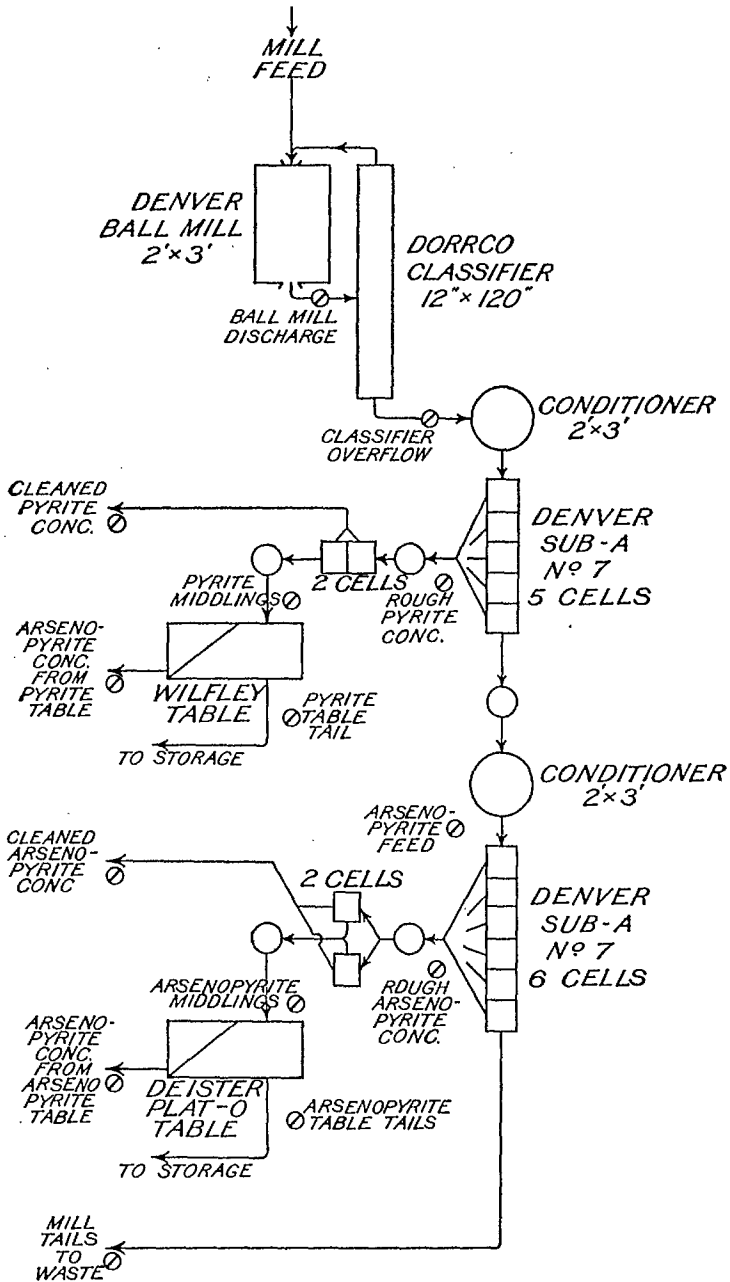 MILL
FEED
DENVER
BALL MILL
2'×3'
DORRCO
CLASSIFIER
12"×120"
BALL MILL
DISCHARGE
CLASSIFIER
OVERFLOW
CONDITIONER
2'×3'
CLEANED
PYRITE
CONC.
DENVER
SUB-A
Nº 7
5 CELLS
2 CELLS
ROUGH
PYRITE
CONC.
PYRITE
MIDDLINGS
ARSENO-
PYRITE
CONC.
FROM
PYRITE
TABLE
WILFLEY
TABLE
PYRITE
TABLE
TAIL
TO STORAGE
CONDITIONER
2'×3'
ARSENO-
PYRITE
FEED
CLEANED
ARSENO-
PYRITE
CONC
2 CELLS
DENVER
SUB-A
Nº 7
6 CELLS
ROUGH
ARSENO-
PYRITE
CONC.
ARSENOPYRITE
MIDDLINGS
ARSENO-
PYRITE
CONC.
FROM
ARSENO
PYRITE
TABLE
DEISTER
PLAT-O
TABLE
ARSENOPYRITE
TABLE TAILS
TO STORAGE
MILL
TAILS
TO
WASTE